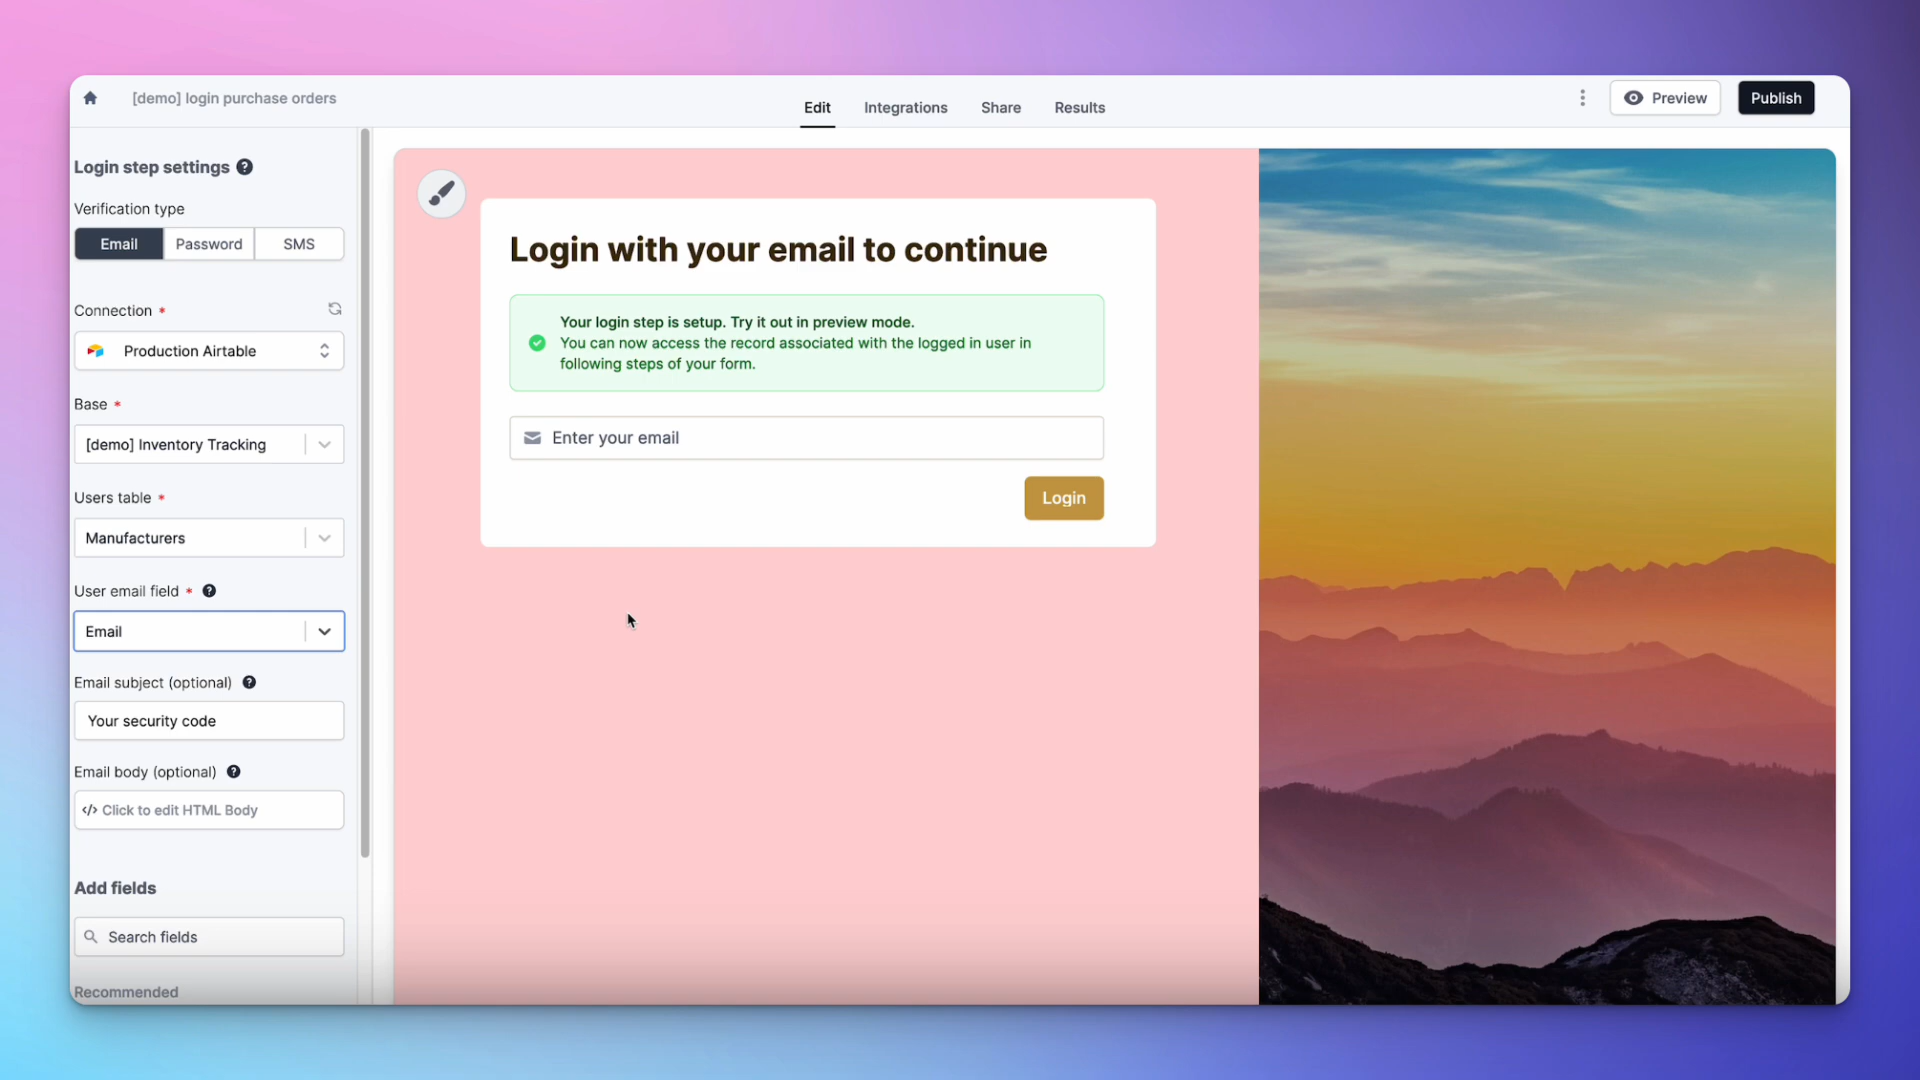 [demo] login purchase orders
Edit
Integrations
Share
Results
Preview
Publish
Login step settings
Verification type
Email
Password
SMS
Connection *
Production Airtable
Base *
[demo] Inventory Tracking
Users table *
Manufacturers
User email field *
Email
Email subject (optional)
Your security code
Email body (optional)
</> Click to edit HTML Body
Add fields
Search fields
Recommended
Login with your email to continue
Your login step is setup. Try it out in preview mode.
You can now access the record associated with the logged in user in
following steps of your form.
Enter your email
Login